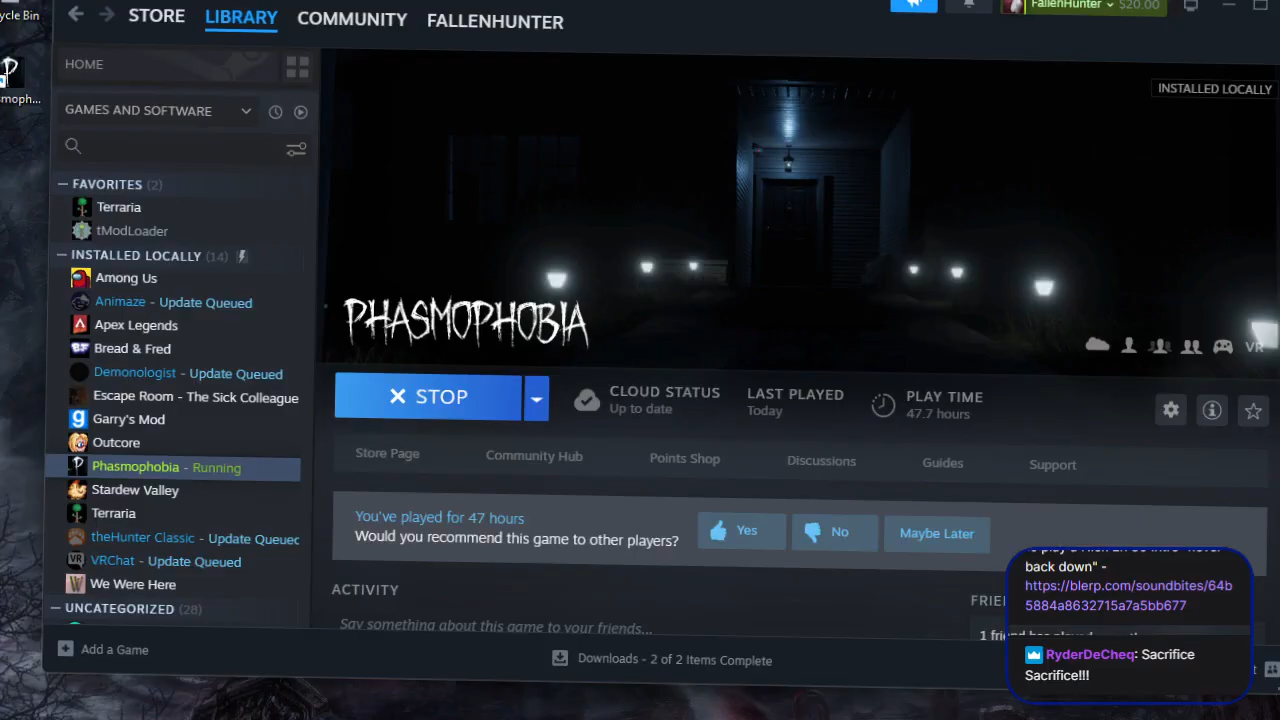 ycle Bin
smoph...
STORE
LIBRARY
COMMUNITY
FALLENHUNTER
FallenHunter
$20.00
HOME
GAMES AND SOFTWARE
FAVORITES (2)
Terraria
tModLoader
INSTALLED LOCALLY (14)
Among Us
Animaze - Update Queued
Apex Legends
Bread & Fred
Demonologist - Update Queued
Escape Room - The Sick Colleague
Garry's Mod
Outcore
Phasmophobia - Running
Stardew Valley
Terraria
theHunter Classic - Update Queued
VRChat - Update Queued
We Were Here
UNCATEGORIZED (28)
Add a Game
INSTALLED LOCALLY
PHASMOPHOBIA
VR
STOP
CLOUD STATUS
Up to date
LAST PLAYED
Today
PLAY TIME
47.7 hours
Store Page
Community Hub
Points Shop
Discussions
Guides
Support
You've played for 47 hours
Would you recommend this game to other players?
Yes
No
Maybe Later
ACTIVITY
Say something about this game to your friends...
FRIE
Downloads - 2 of 2 Items Complete
back down" -
https://blerp.com/soundbites/64b
5884a8632715a7a5bb677
RyderDeCheq: Sacrifice
Sacrifice!!!